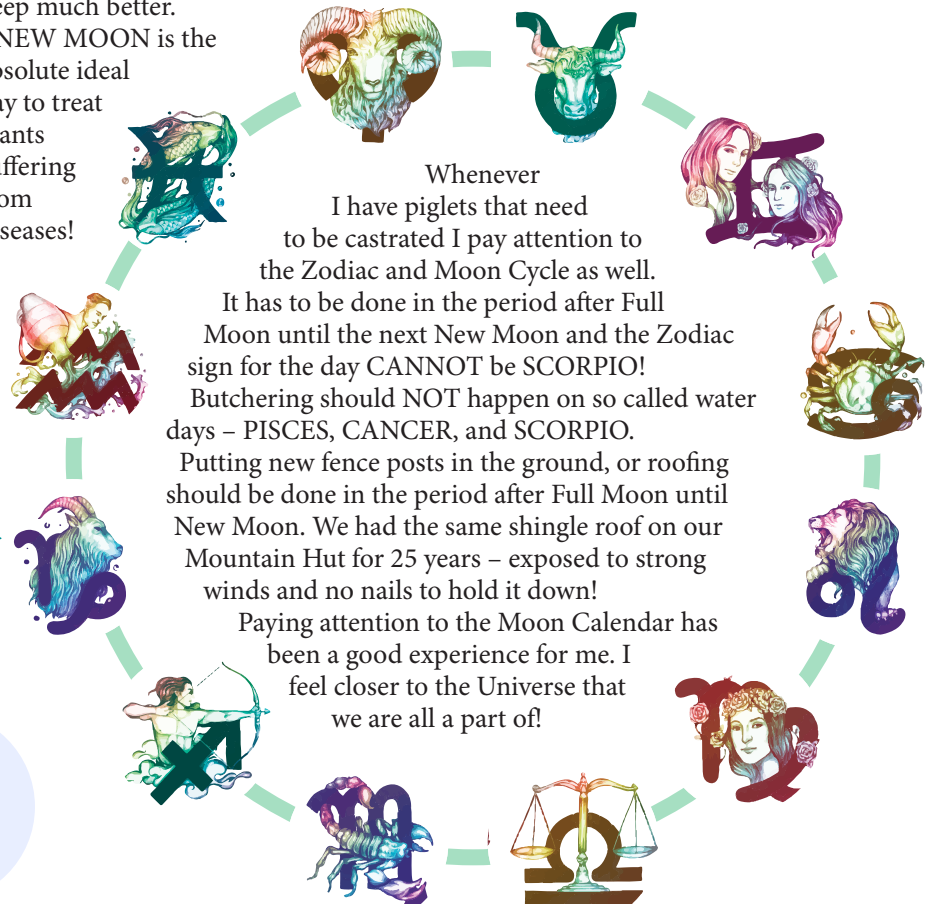 eep much better.
NEW MOON is the
bsolute ideal
ay to treat
ants
ffering
om
seases!
Whenever
I have piglets that need
to be castrated I pay attention to
the Zodiac and Moon Cycle as well.
It has to be done in the period after Full
Moon until the next New Moon and the Zodiac
sign for the day CANNOT be SCORPIO!
Butchering should NOT happen on so called water
days – PISCES, CANCER, and SCORPIO.
Putting new fence posts in the ground, or roofing
should be done in the period after Full Moon until
New Moon. We had the same shingle roof on our
Mountain Hut for 25 years – exposed to strong
winds and no nails to hold it down!
Paying attention to the Moon Calendar has
been a good experience for me. I
feel closer to the Universe that
we are all a part of!